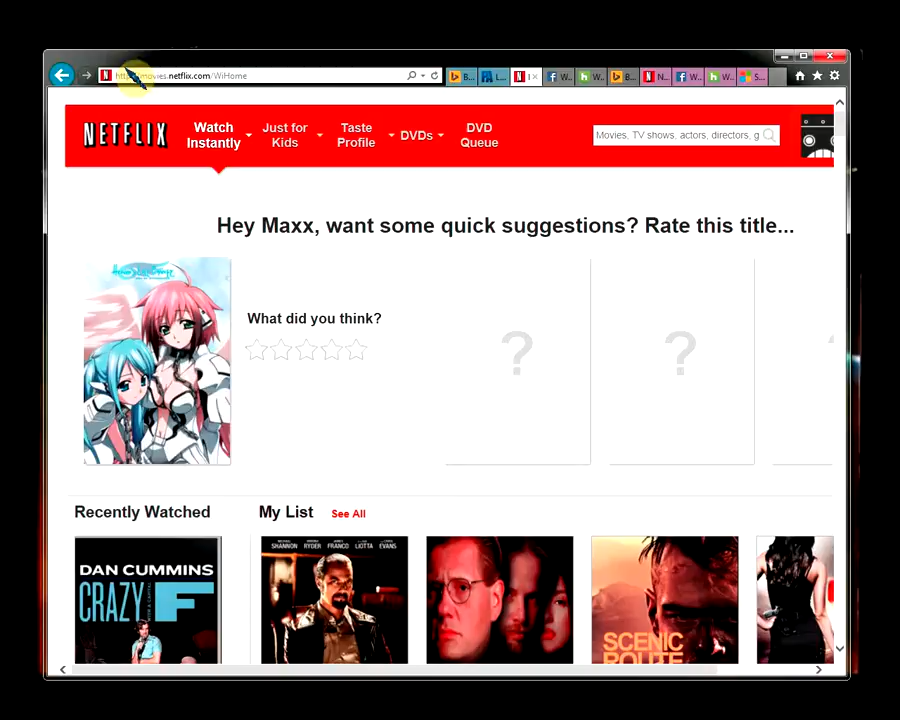 movies.netflix.com/WiHome
B...
L...
W...
W...
B...
N...
W...
W...
S...
NETFLIX
Watch Instantly
Just for Kids
Taste Profile
DVDs
DVD Queue
Movies, TV shows, actors, directors, g
Hey Maxx, want some quick suggestions? Rate this title...
What did you think?
?
?
Recently Watched
My List
See All
DAN CUMMINS
CRAZY
F
SHANNON RYDER FRANCO LIOTTA EVANS
SCENIC
ROUTE